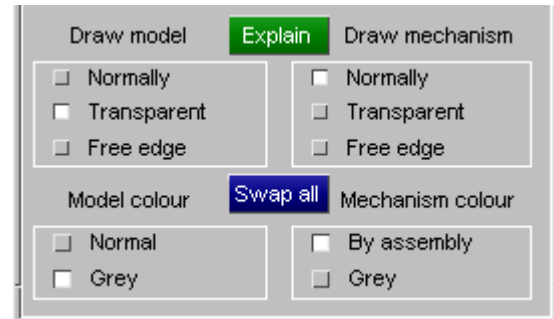 Draw model Explain Draw mechanism
Normally Normally
Transparent Transparent
Free edge Free edge
Model colour Swap all Mechanism colour
Normal By assembly
Grey Grey